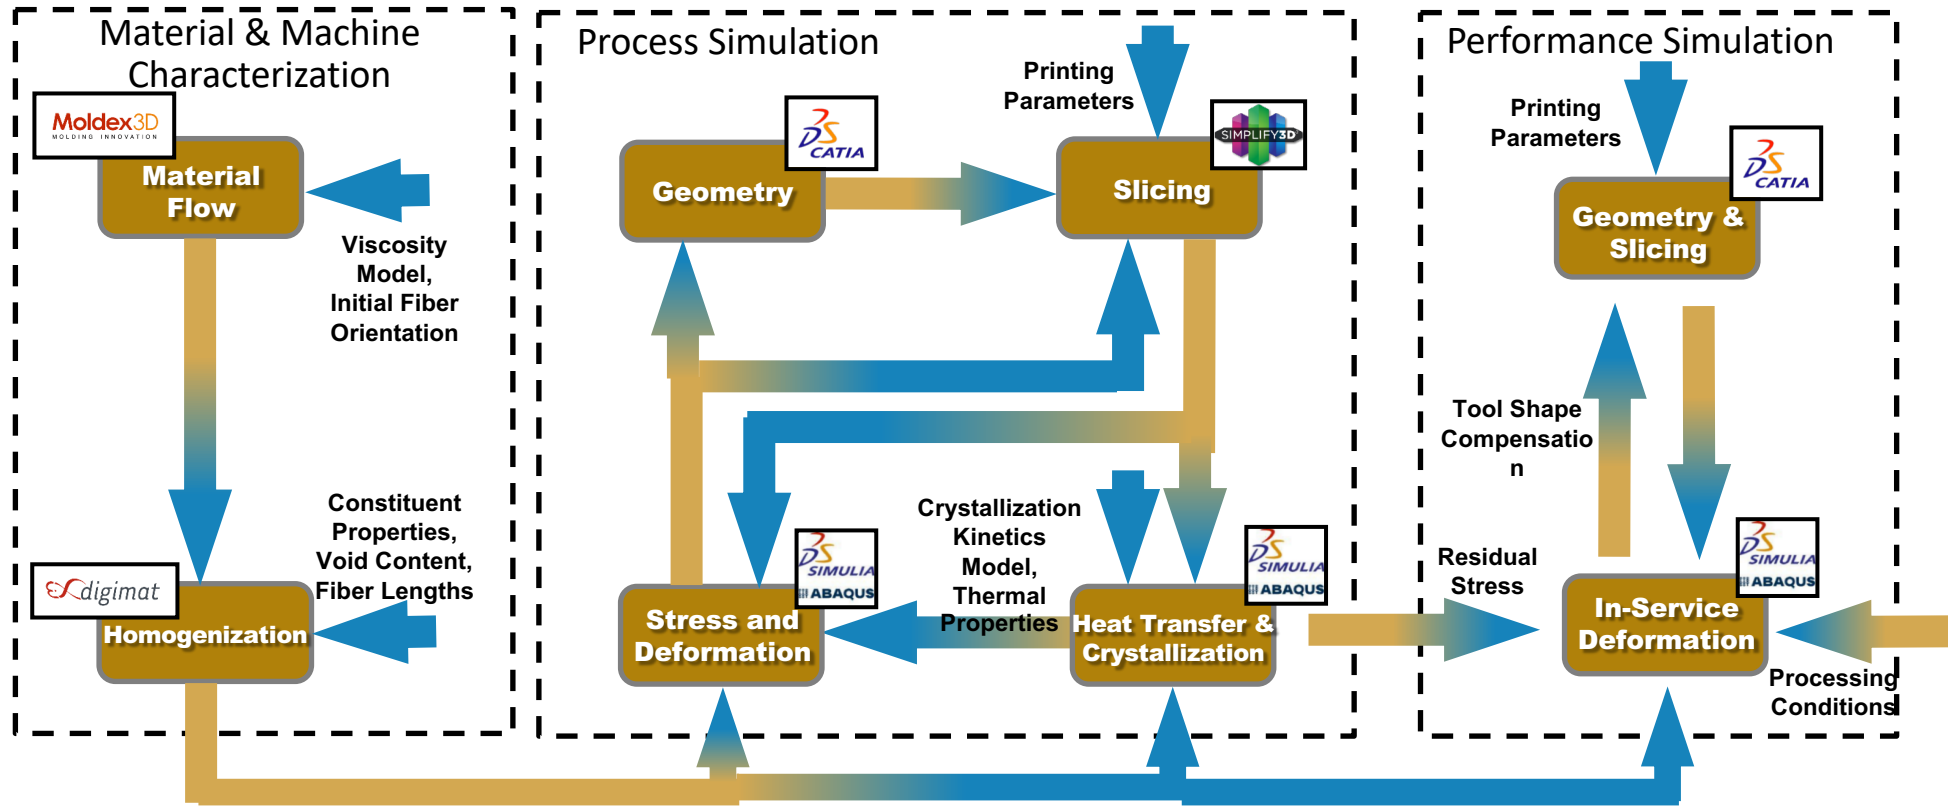 Material & Machine
Characterization
Moldex3D
MOLDING INNOVATION
Material
Flow
Viscosity
Model,
Initial Fiber
Orientation
Constituent
Properties,
Void Content,
Fiber Lengths
digimat
Homogenization
Process Simulation
Printing
Parameters
CATIA
SIMPLIFY3D
Geometry
Slicing
Crystallization
Kinetics
Model,
Thermal
Properties
SIMULIA
ABAQUS
SIMULIA
ABAQUS
Stress and
Deformation
Heat Transfer &
Crystallization
Performance Simulation
Printing
Parameters
CATIA
Geometry &
Slicing
Tool Shape
Compensatio
n
Residual
Stress
SIMULIA
ABAQUS
In-Service
Deformation
Processing
Conditions